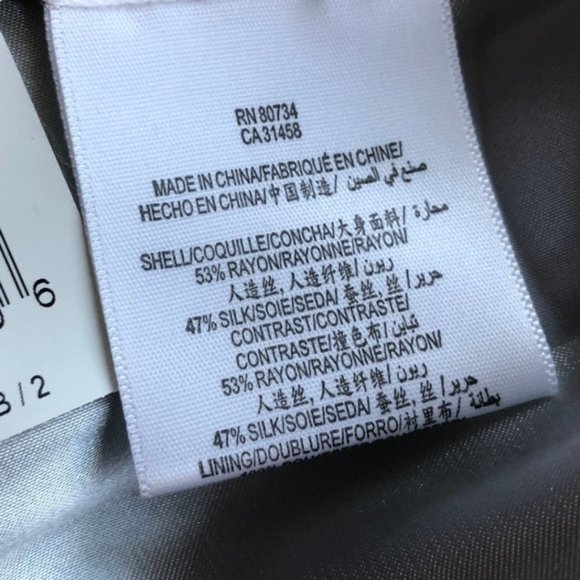 RN 80734
CA 31458
MADE IN CHINA/FABRIQUÉ EN CHINE/
HECHO EN CHINA/中国制造/ صنع في الصين/
SHELL/COQUILLE/CONCHA/大身面料/ محارة/
53% RAYON/RAYONNE/RAYON/
人造丝, 人造纤维/ ريون/
47% SILK/SOIE/SEDA/ 蚕丝, 丝/ حرير/
CONTRAST/CONTRASTE/
CONTRASTE/撞色布/ تباين/
53% RAYON/RAYONNE/RAYON/
人造丝, 人造纤维/ ريون/
47% SILK/SOIE/SEDA/ 蚕丝, 丝/ حرير/
LINING/DOUBLURE/FORRO/衬里布/ بطانة/
6
3/2